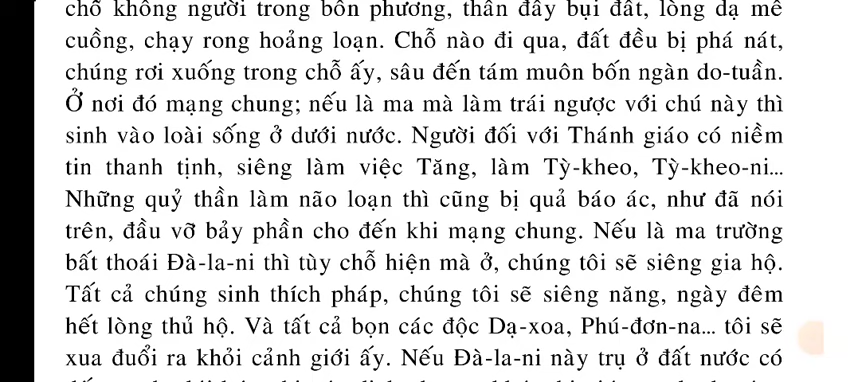 chỗ không người trong bốn phương, thân đầy bụi đất, lòng dạ mê
cuồng, chạy rong hoảng loạn. Chỗ nào đi qua, đất đều bị phá nát,
chúng rơi xuống trong chỗ ấy, sâu đến tám muôn bốn ngàn do-tuần.
Ở nơi đó mạng chung; nếu là ma mà làm trái ngược với chú này thì
sinh vào loài sống ở dưới nước. Người đối với Thánh giáo có niềm
tin thanh tịnh, siêng làm việc Tăng, làm Tỳ-kheo, Tỳ-kheo-ni...
Những quỷ thần làm não loạn thì cũng bị quả báo ác, như đã nói
trên, đầu vỡ bảy phần cho đến khi mạng chung. Nếu là ma trường
bất thoái Đà-la-ni thì tùy chỗ hiện mà ở, chúng tôi sẽ siêng gia hộ.
Tất cả chúng sinh thích pháp, chúng tôi sẽ siêng năng, ngày đêm
hết lòng thủ hộ. Và tất cả bọn các độc Dạ-xoa, Phú-đơn-na... tôi sẽ
xua đuổi ra khỏi cảnh giới ấy. Nếu Đà-la-ni này trụ ở đất nước có